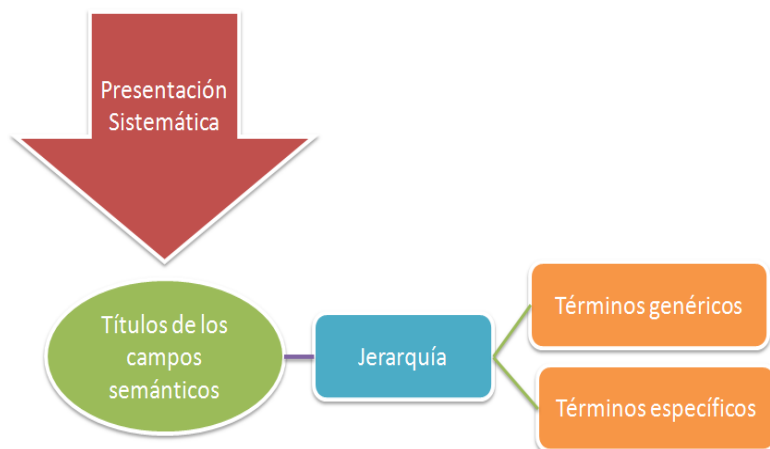 Presentación
Sistemática
Títulos de los
campos
semánticos
Jerarquía
Términos genéricos
Términos específicos